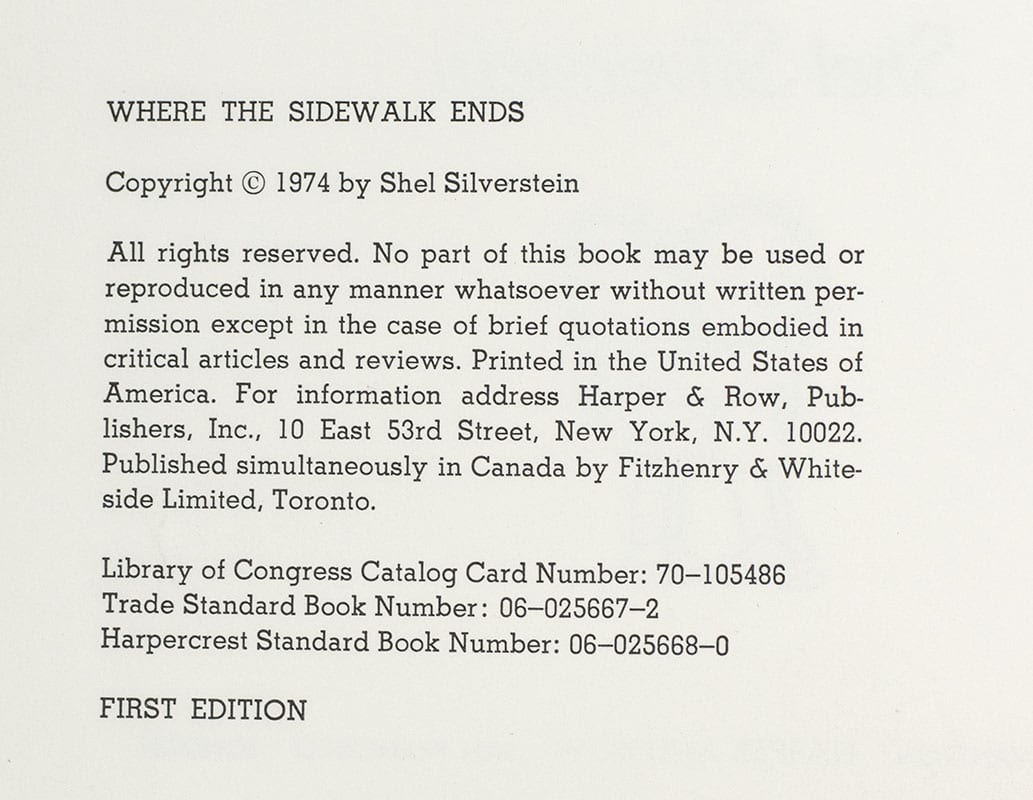 WHERE THE SIDEWALK ENDS
Copyright © 1974 by Shel Silverstein
All rights reserved. No part of this book may be used or
reproduced in any manner whatsoever without written per-
mission except in the case of brief quotations embodied in
critical articles and reviews. Printed in the United States of
America. For information address Harper & Row, Pub-
lishers, Inc., 10 East 53rd Street, New York, N.Y. 10022.
Published simultaneously in Canada by Fitzhenry & White-
side Limited, Toronto.
Library of Congress Catalog Card Number: 70–105486
Trade Standard Book Number: 06–025667–2
Harpercrest Standard Book Number: 06–025668–0
FIRST EDITION